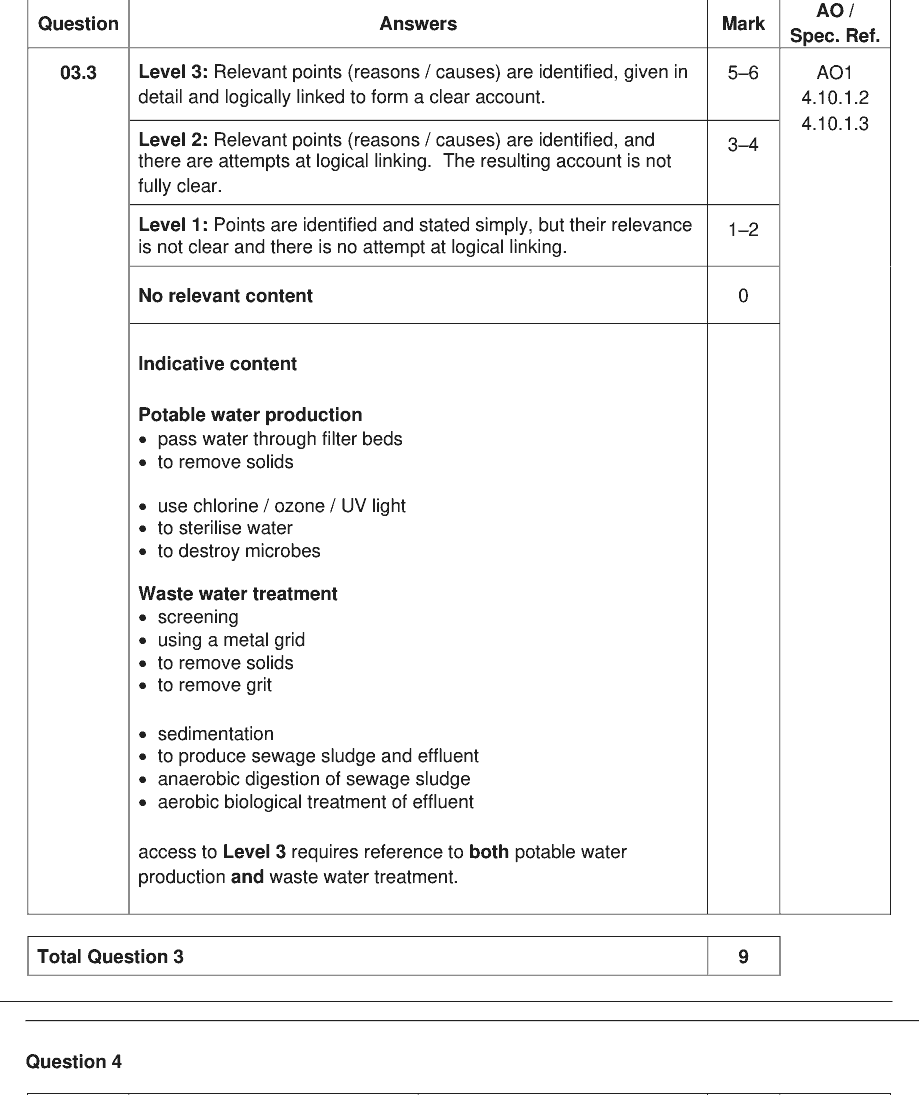 Question Answers Mark AO /
Spec. Ref.
03.3 Level 3: Relevant points (reasons / causes) are identified, given in 5–6 AO1
detail and logically linked to form a clear account. 4.10.1.2
4.10.1.3
Level 2: Relevant points (reasons / causes) are identified, and 3–4
there are attempts at logical linking. The resulting account is not
fully clear.
Level 1: Points are identified and stated simply, but their relevance 1–2
is not clear and there is no attempt at logical linking.
No relevant content 0
Indicative content
Potable water production
• pass water through filter beds
• to remove solids
• use chlorine / ozone / UV light
• to sterilise water
• to destroy microbes
Waste water treatment
• screening
• using a metal grid
• to remove solids
• to remove grit
• sedimentation
• to produce sewage sludge and effluent
• anaerobic digestion of sewage sludge
• aerobic biological treatment of effluent
access to Level 3 requires reference to both potable water
production and waste water treatment.
Total Question 3 9
Question 4